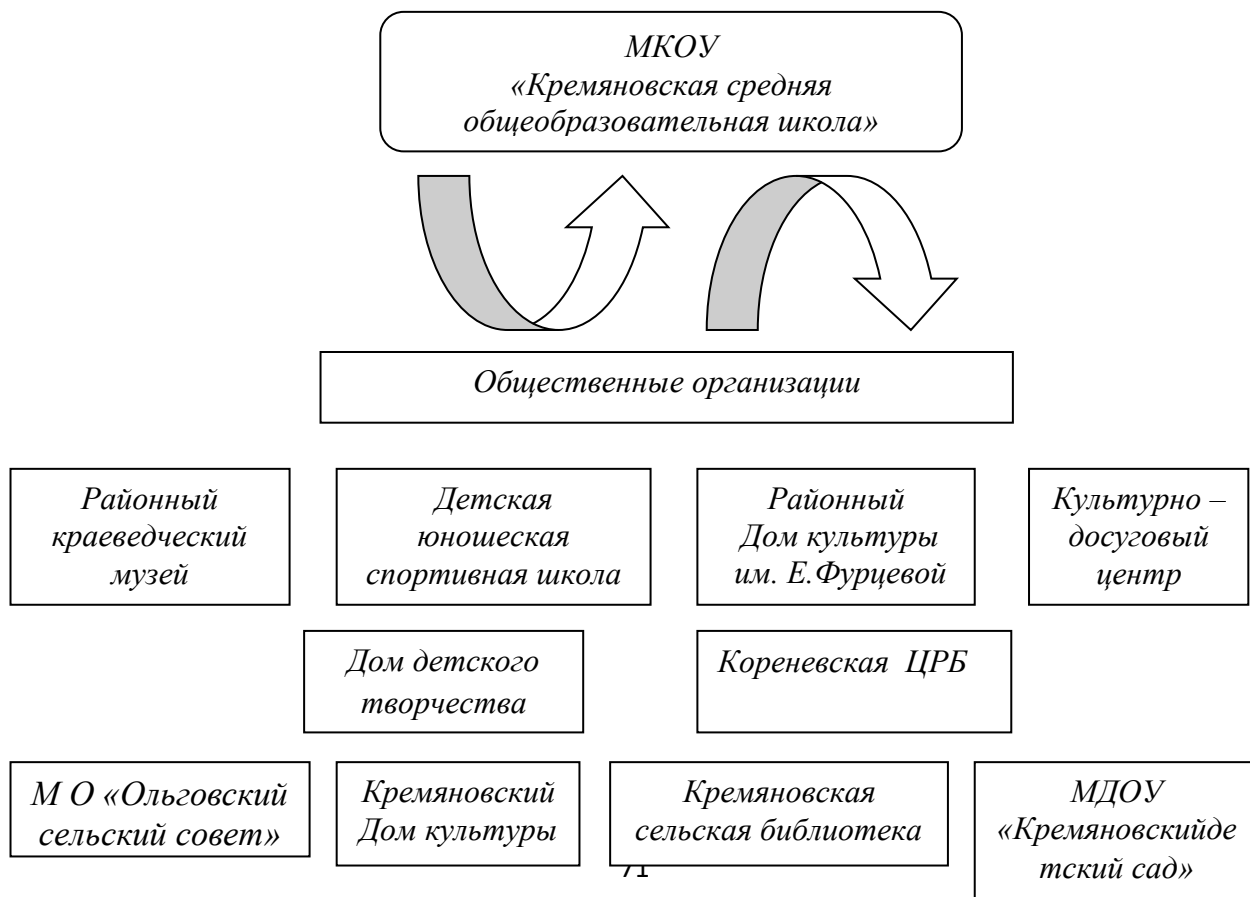 МКОУ
«Кремяновская средняя
общеобразовательная школа»
Общественные организации
Районный
краеведческий
музей
Детская
юношеская
спортивная школа
Районный
Дом культуры
им. Е.Фурцевой
Культурно –
досуговый
центр
Дом детского
творчества
Кореневская ЦРБ
М О «Ольговский
сельский совет»
Кремяновский
Дом культуры
Кремяновская
сельская библиотека
МДОУ
«Кремяновскийде
тский сад»
71